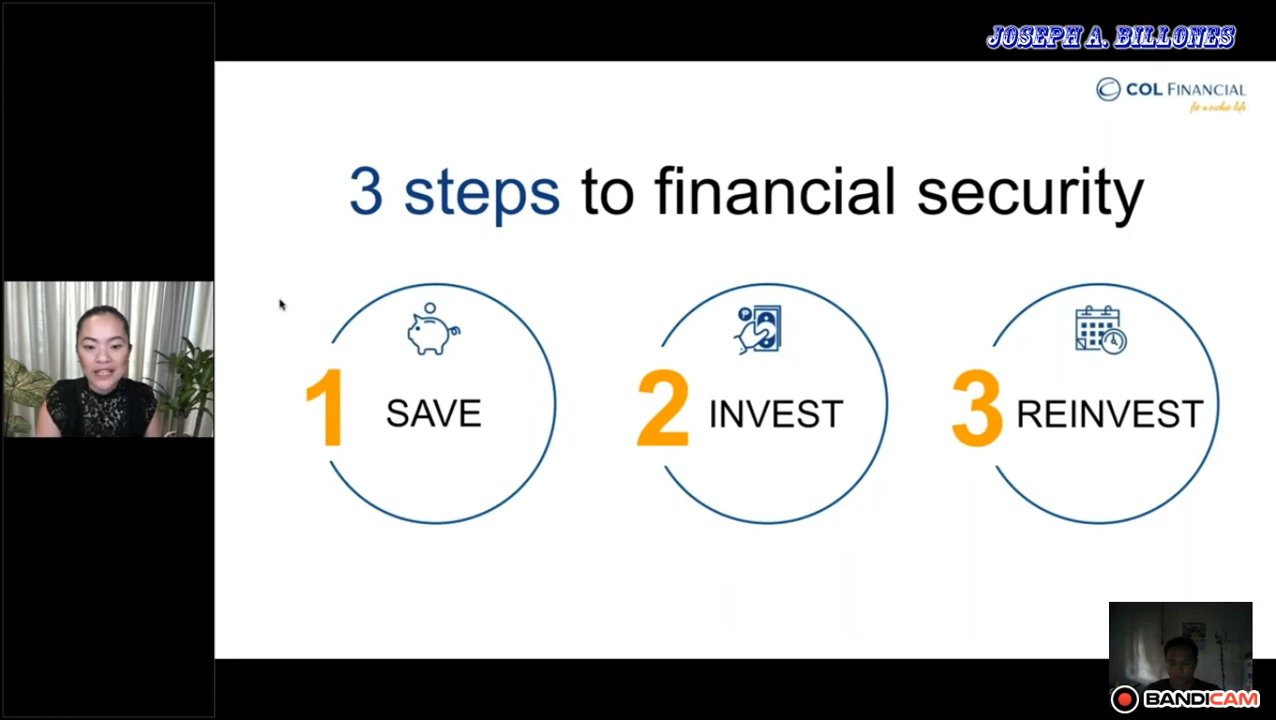 JOSEPH A. BILLONES
COL FINANCIAL
3 steps to financial security
1 SAVE
2 INVEST
3 REINVEST
BANDICAM